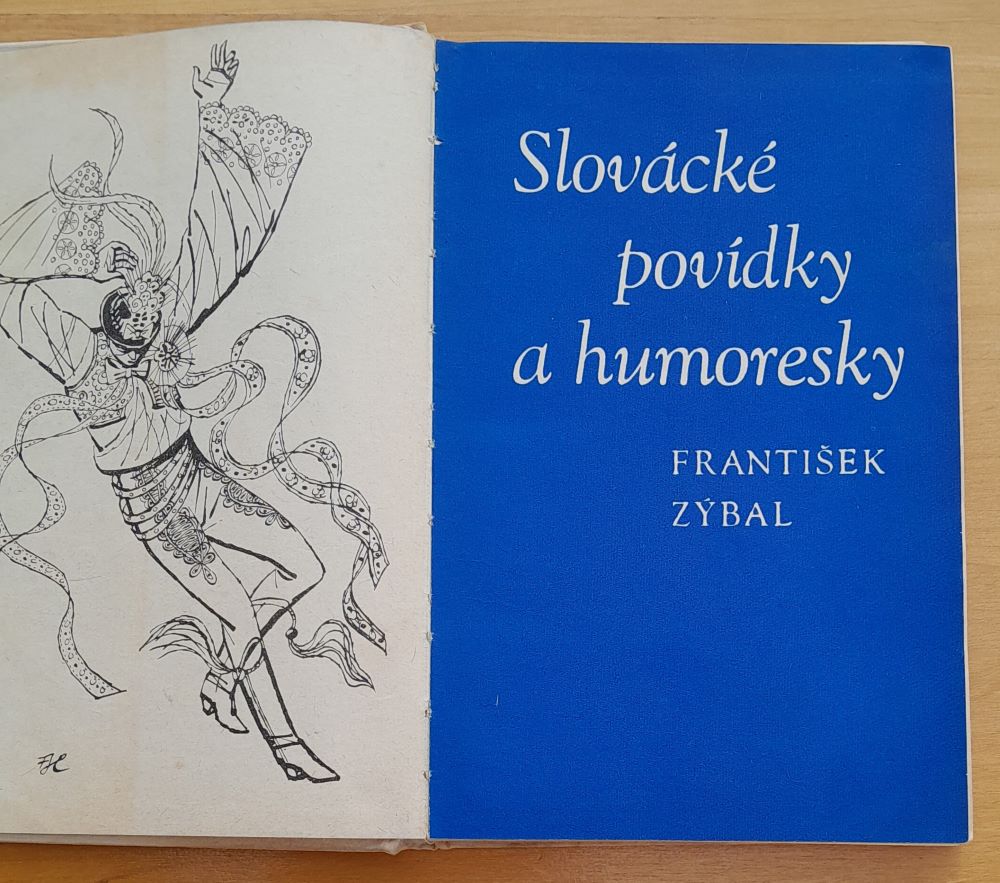 Slovácké
povídky
a humoresky
FRANTIŠEK
ZÝBAL